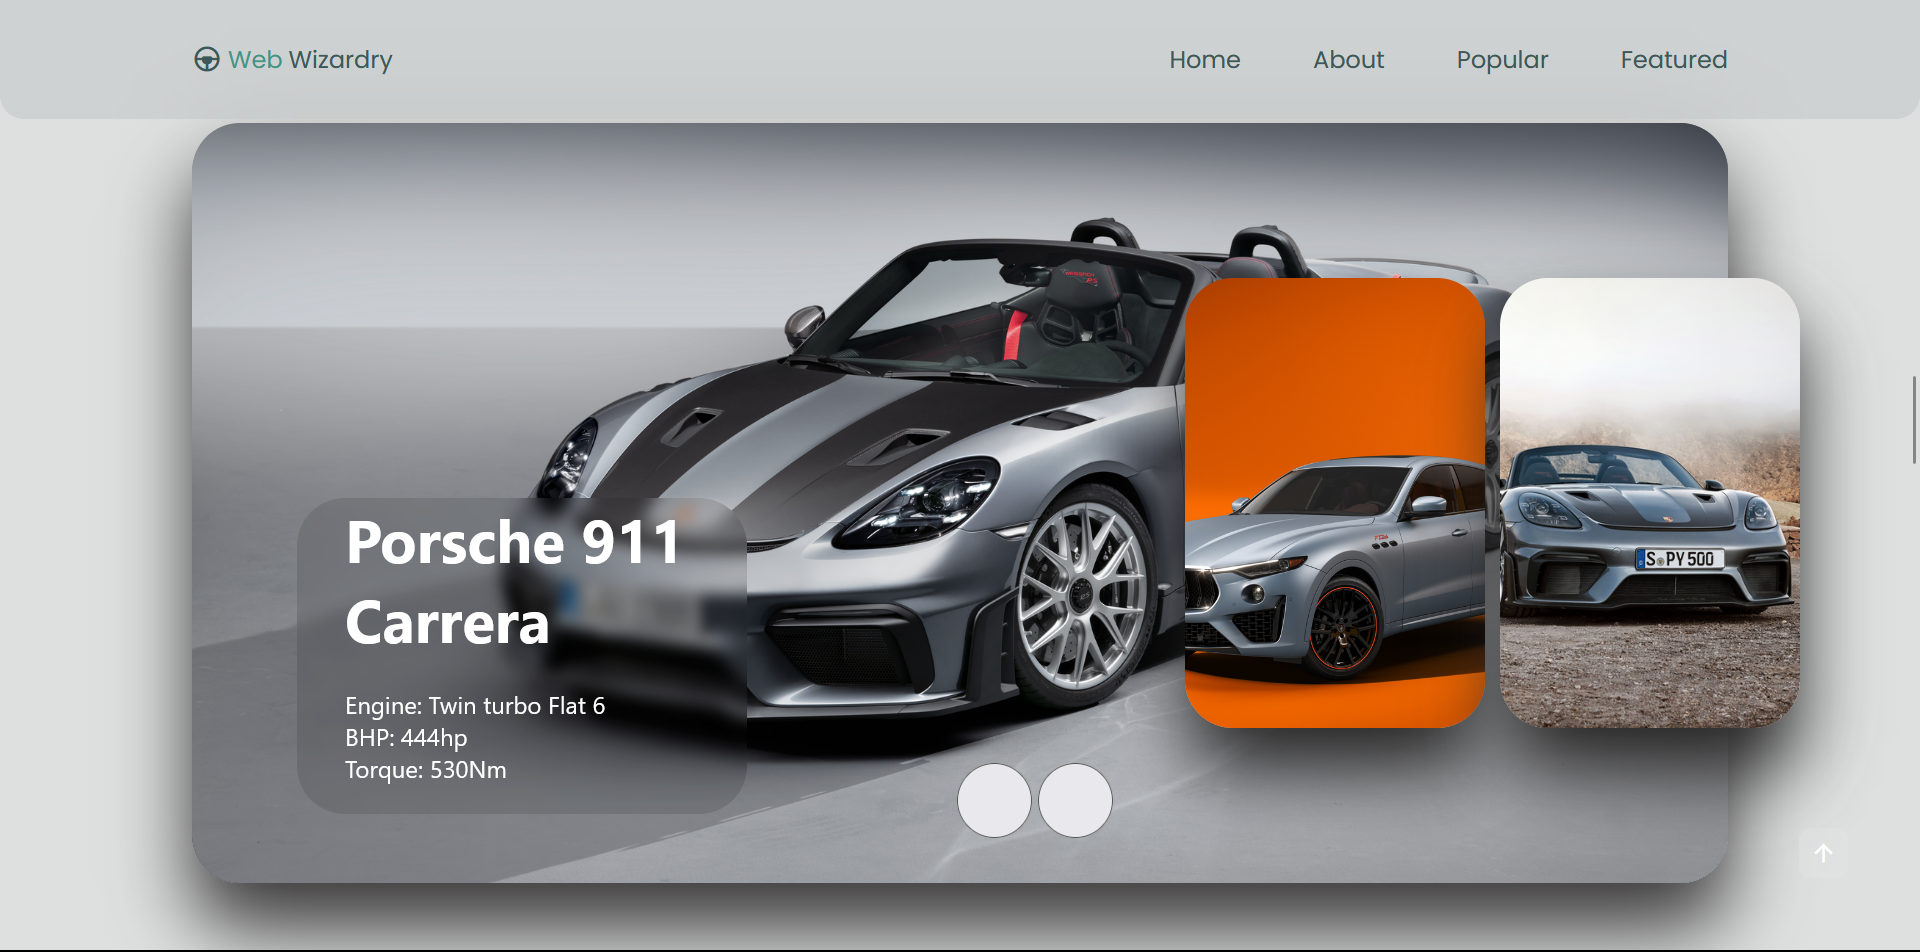 Web Wizardry
Home
About
Popular
Featured
Porsche 911
Carrera
Engine: Twin turbo Flat 6
BHP: 444hp
Torque: 530Nm
S PY 500